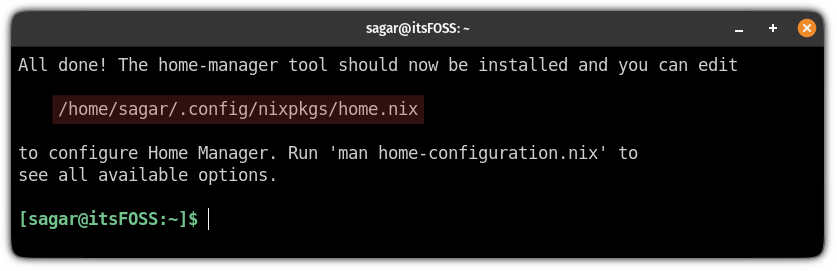 sagar@itsFOSS: ~
All done! The home-manager tool should now be installed and you can edit
/home/sagar/.config/nixpkgs/home.nix
to configure Home Manager. Run 'man home-configuration.nix' to
see all available options.
[sagar@itsFOSS:~]$